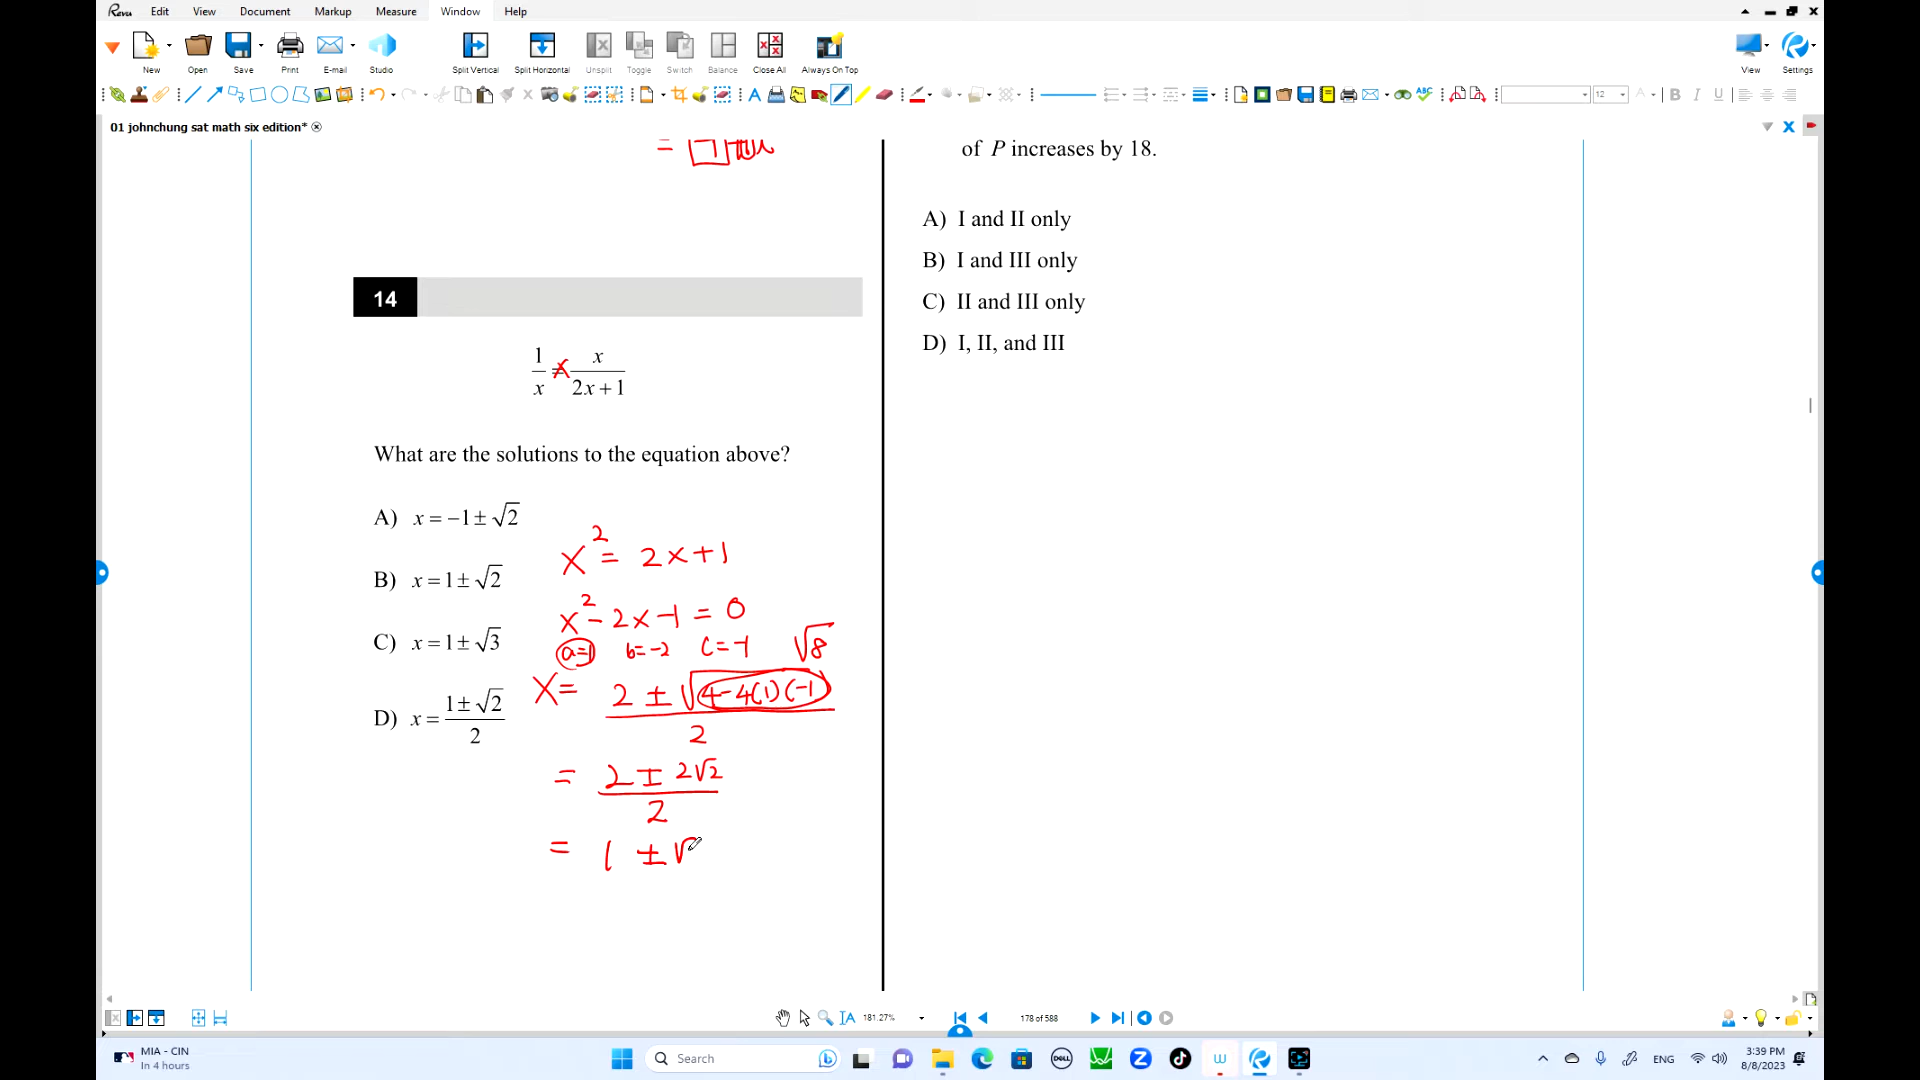 Revu Edit View Document Markup Measure Window Help
New Open Save Print E-mail Studio Split Vertical Split Horizontal Unsplit Toggle Switch Balance Close All Always On Top View Settings
12 B I U
01 johnchung sat math six edition*
of P increases by 18.
A) I and II only
B) I and III only
C) II and III only
D) I, II, and III
14
1/x = x/(2x+1)
What are the solutions to the equation above?
A) x = −1 ± √2
B) x = 1 ± √2
C) x = 1 ± √3
D) x = (1 ± √2)/2
x² = 2x+1
x² - 2x - 1 = 0
a=1 b=-2 c=-1 √8
x = (2 ± √(4-4(1)(-1)))/2
= (2 ± 2√2)/2
= 1 ± √
181.27% 178 of 588
MIA - CIN
In 4 hours
Search
DELL
ENG
3:39 PM
8/8/2023